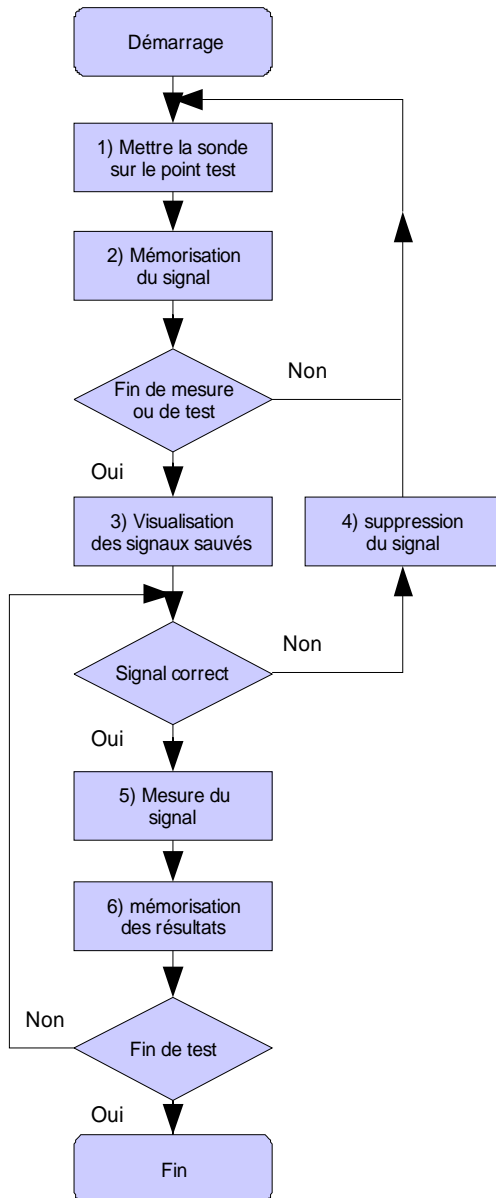 Démarrage
1) Mettre la sonde
sur le point test
2) Mémorisation
du signal
Fin de mesure
ou de test
Non
Oui
3) Visualisation
des signaux sauvés
4) suppression
du signal
Signal correct
Non
Oui
5) Mesure du
signal
6) mémorisation
des résultats
Non
Fin de test
Oui
Fin